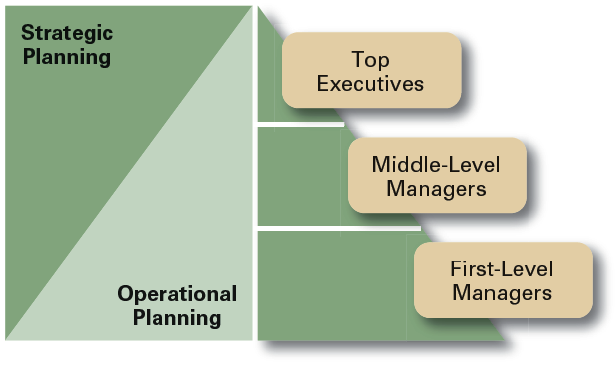 Strategic
Planning
Top
Executives
Middle-Level
Managers
First-Level
Managers
Operational
Planning